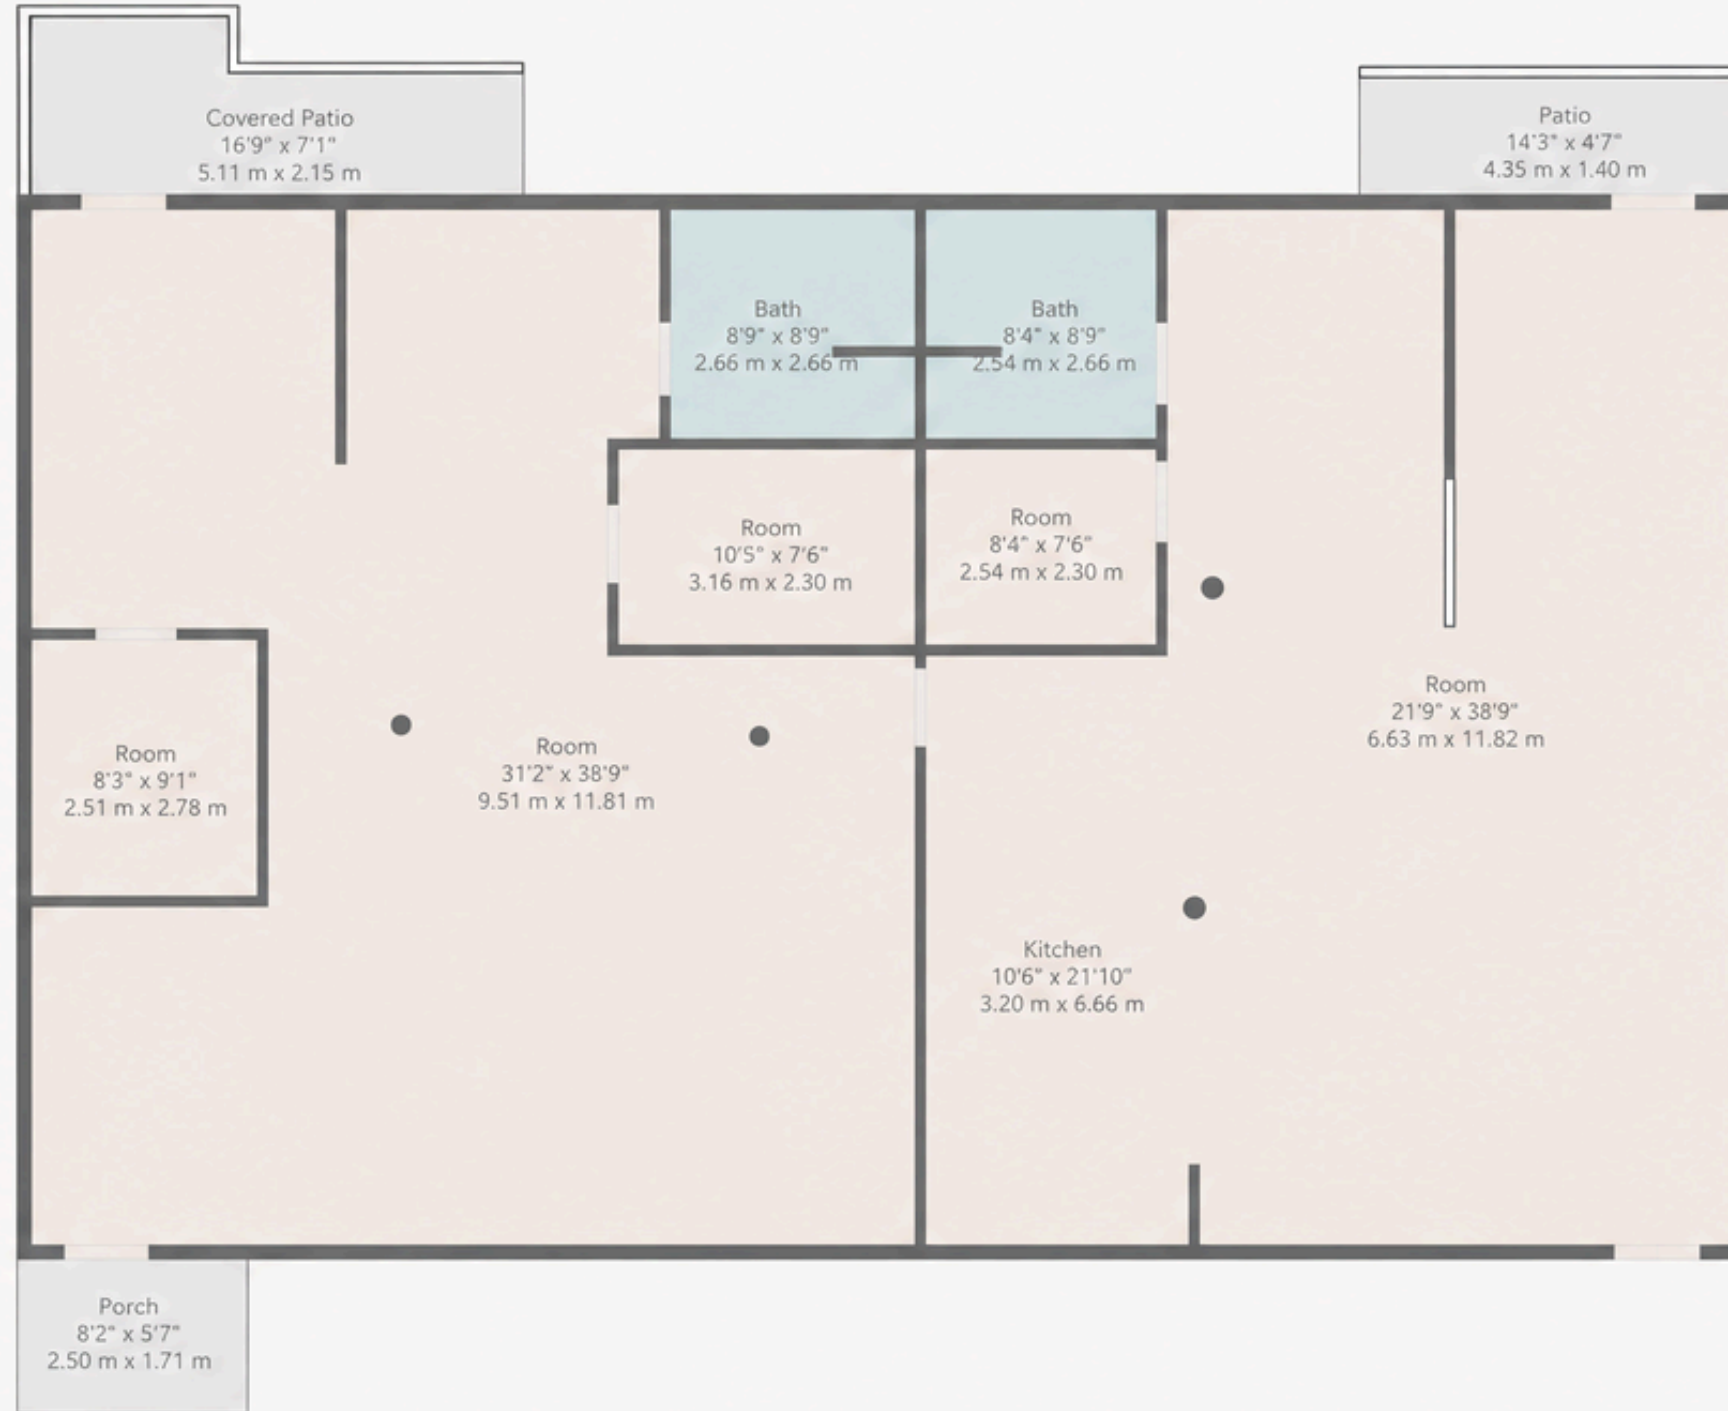 Covered Patio
16'9" x 7'1"
5.11 m x 2.15 m
Patio
14'3" x 4'7"
4.35 m x 1.40 m
Bath
8'9" x 8'9"
2.66 m x 2.66 m
Bath
8'4" x 8'9"
2.54 m x 2.66 m
Room
10'5" x 7'6"
3.16 m x 2.30 m
Room
8'4" x 7'6"
2.54 m x 2.30 m
Room
8'3" x 9'1"
2.51 m x 2.78 m
Room
31'2" x 38'9"
9.51 m x 11.81 m
Room
21'9" x 38'9"
6.63 m x 11.82 m
Kitchen
10'6" x 21'10"
3.20 m x 6.66 m
Porch
8'2" x 5'7"
2.50 m x 1.71 m